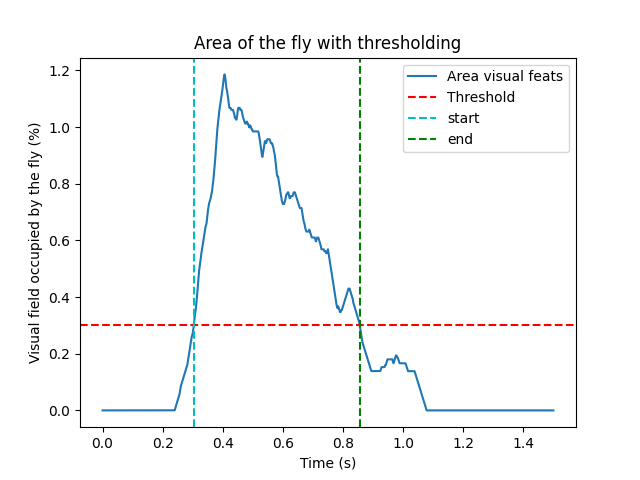 Area of the fly with thresholding
Visual field occupied by the fly (%)
1.2
1.0
0.8
0.6
0.4
0.2
0.0
Area visual feats
Threshold
start
end
0.0 0.2 0.4 0.6 0.8 1.0 1.2 1.4
Time (s)